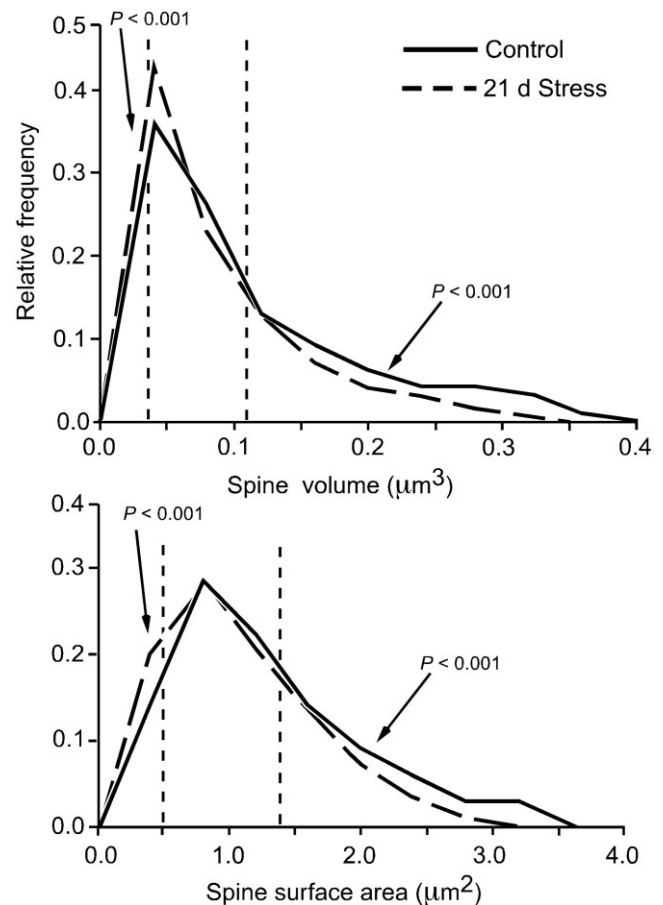 P < 0.001
0.5
Control
21 d Stress
0.4
0.3
P < 0.001
0.2
0.1
0.0
Relative frequency
0.0 0.1 0.2 0.3 0.4
Spine volume (μm³)
0.4
P < 0.001
0.3
0.2
P < 0.001
0.1
0.0
Relative frequency
0.0 1.0 2.0 3.0 4.0
Spine surface area (μm²)